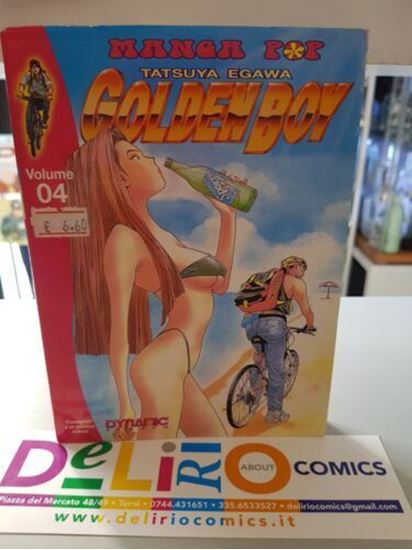 MANGA POP
TATSUYA EGAWA
GOLDEN BOY
Volume
04
€ 6.60
DYNAMIC
DeLiRiO ABOUT COMICS
Piazza del Mercato 48/49 • Terni • 0744.431651 • 335.6533527 • deliriocomics@gmail.com
www.deliriocomics.it